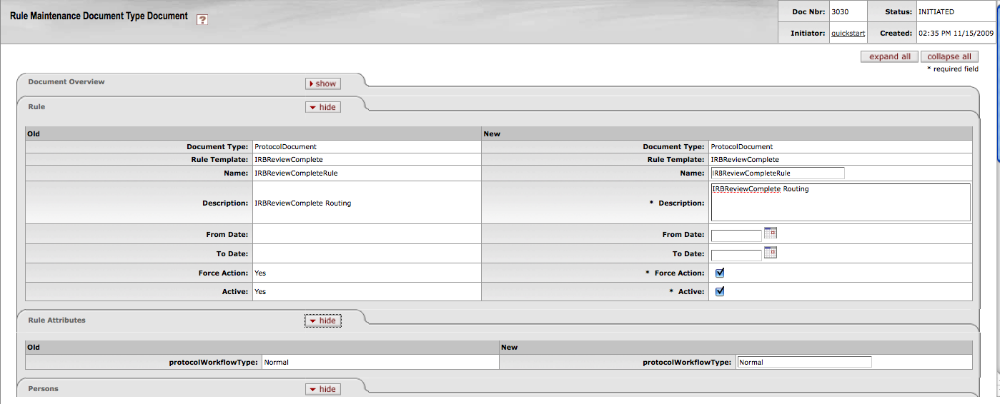 Rule Maintenance Document Type Document ?
Doc Nbr: 3030 Status: INITIATED
Initiator: quickstart Created: 02:35 PM 11/15/2009
expand all collapse all
* required field
Document Overview show
Rule hide
Old New
Document Type: ProtocolDocument Document Type: ProtocolDocument
Rule Template: IRBReviewComplete Rule Template: IRBReviewComplete
Name: IRBReviewCompleteRule Name: IRBReviewCompleteRule
Description: IRBReviewComplete Routing * Description: IRBReviewComplete Routing
From Date: From Date:
To Date: To Date:
Force Action: Yes * Force Action:
Active: Yes * Active:
Rule Attributes hide
Old New
protocolWorkflowType: Normal protocolWorkflowType: Normal
Persons hide